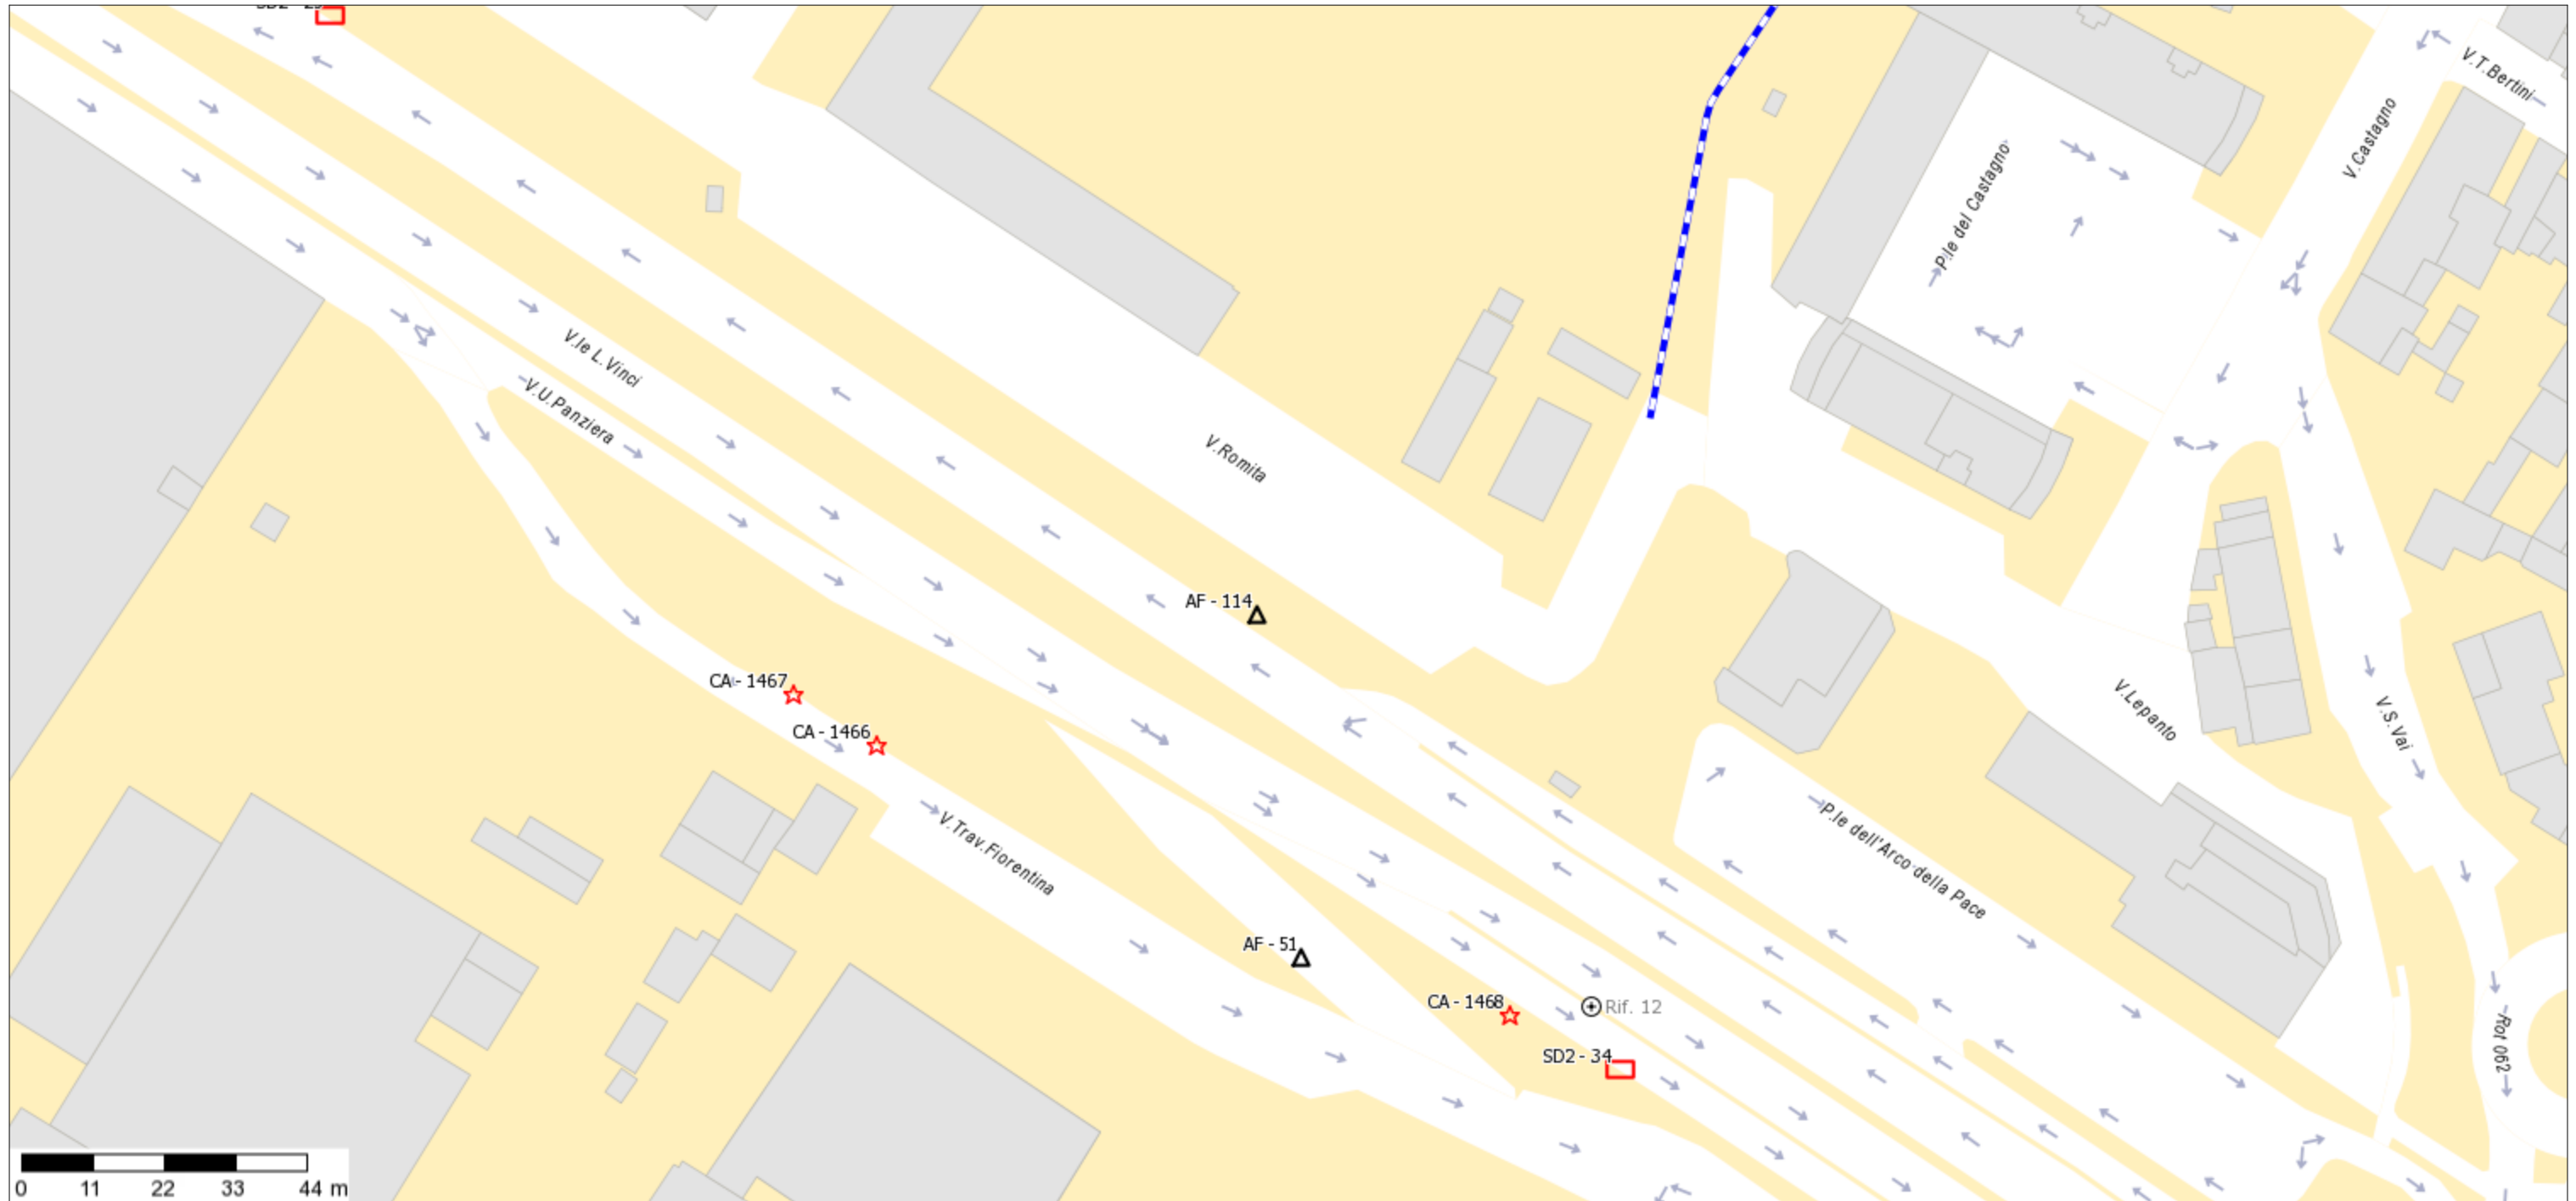 V.T.Bertini
V.Castagno
P.le del Castagno
V.le L.Vinci
V.U.Panziera
V.Romita
AF - 114
CA - 1467
CA - 1466
V.Lepanto
V.S.Vai
V.Trav.Fiorentina
P.le dell'Arco della Pace
AF - 51
CA - 1468
Rif. 12
SD2 - 34
Rot 062
0 11 22 33 44 m